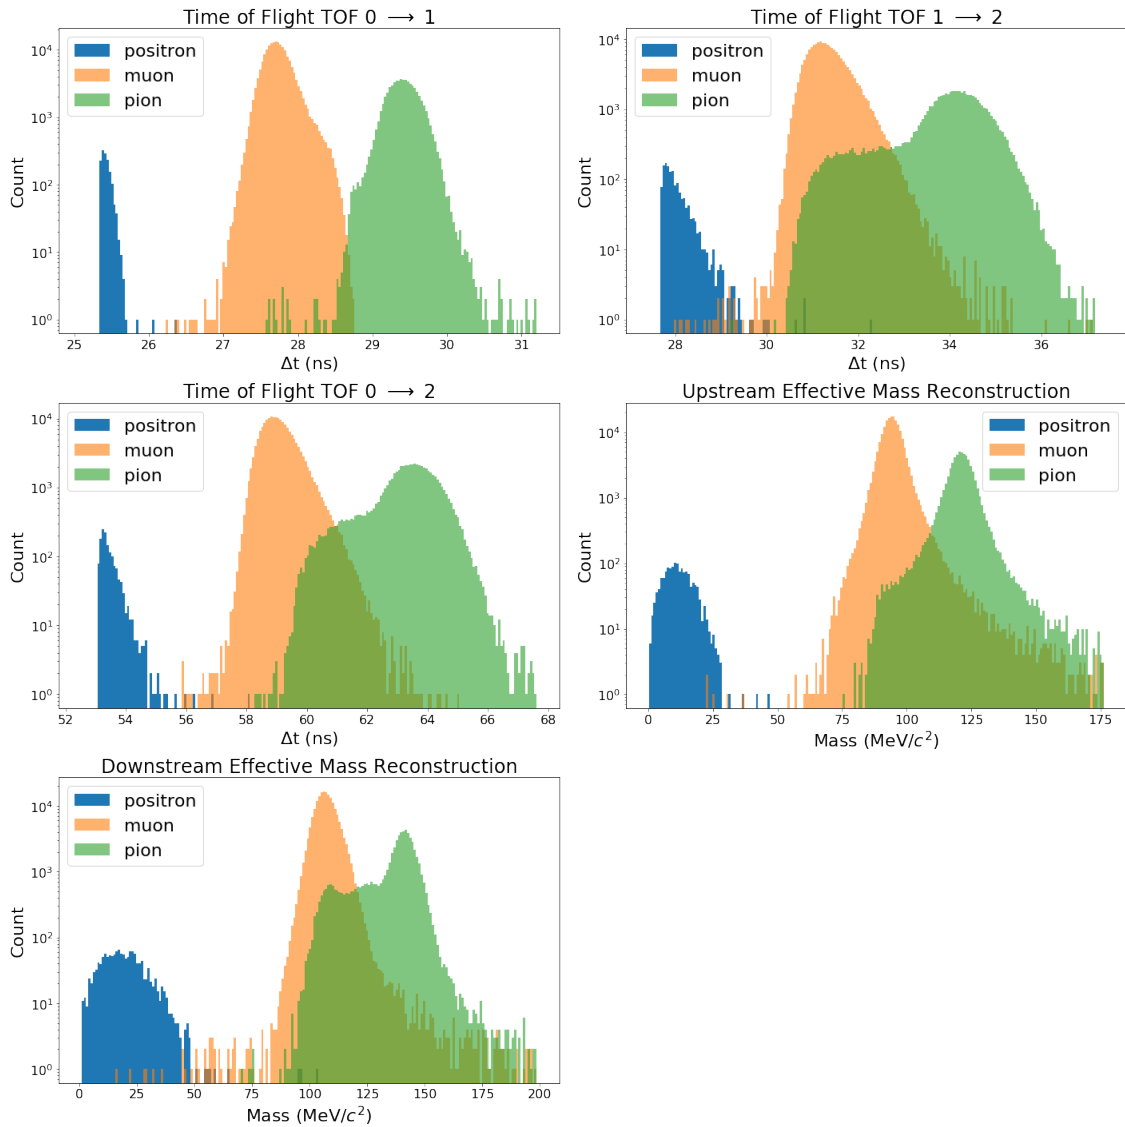 Time of Flight TOF 0 ⟶ 1
positron
muon
pion
Count
10⁴
10³
10²
10¹
10⁰
25 26 27 28 29 30 31
Δt (ns)
Time of Flight TOF 1 ⟶ 2
positron
muon
pion
Count
10⁴
10³
10²
10¹
10⁰
28 30 32 34 36
Δt (ns)
Time of Flight TOF 0 ⟶ 2
positron
muon
pion
Count
10⁴
10³
10²
10¹
10⁰
52 54 56 58 60 62 64 66 68
Δt (ns)
Upstream Effective Mass Reconstruction
positron
muon
pion
Count
10⁴
10³
10²
10¹
10⁰
0 25 50 75 100 125 150 175
Mass (MeV/c²)
Downstream Effective Mass Reconstruction
positron
muon
pion
Count
10⁴
10³
10²
10¹
10⁰
0 25 50 75 100 125 150 175 200
Mass (MeV/c²)